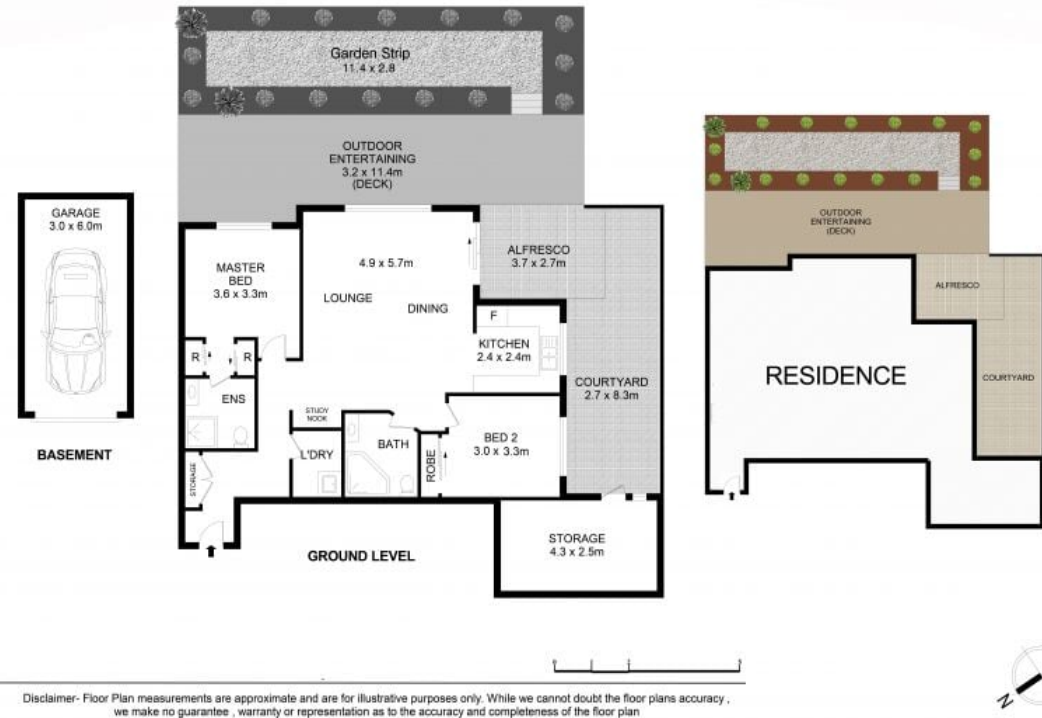 Garden Strip
11.4 x 2.8
OUTDOOR
ENTERTAINING
3.2 x 11.4m
(DECK)
GARAGE
3.0 x 6.0m
BASEMENT
MASTER
BED
3.6 x 3.3m
4.9 x 5.7m
LOUNGE
DINING
ALFRESCO
3.7 x 2.7m
F
KITCHEN
2.4 x 2.4m
R
R
ENS
STUDY
NOOK
COURTYARD
2.7 x 8.3m
L'DRY
BATH
ROBE
BED 2
3.0 x 3.3m
STORAGE
STORAGE
4.3 x 2.5m
GROUND LEVEL
OUTDOOR
ENTERTAINING
(DECK)
ALFRESCO
RESIDENCE
COURTYARD
N
Disclaimer- Floor Plan measurements are approximate and are for illustrative purposes only. While we cannot doubt the floor plans accuracy ,
we make no guarantee , warranty or representation as to the accuracy and completeness of the floor plan